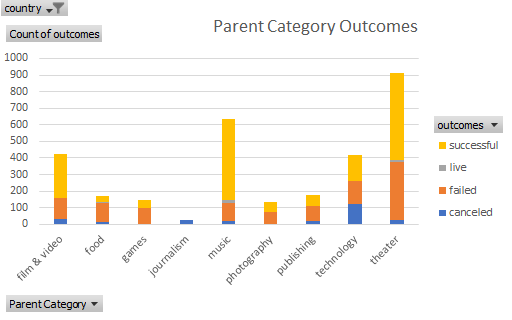 country
Count of outcomes
Parent Category Outcomes
1000
900
800
700
600
500
400
300
200
100
0
film & video
food
games
journalism
music
photography
publishing
technology
theater
outcomes
successful
live
failed
canceled
Parent Category